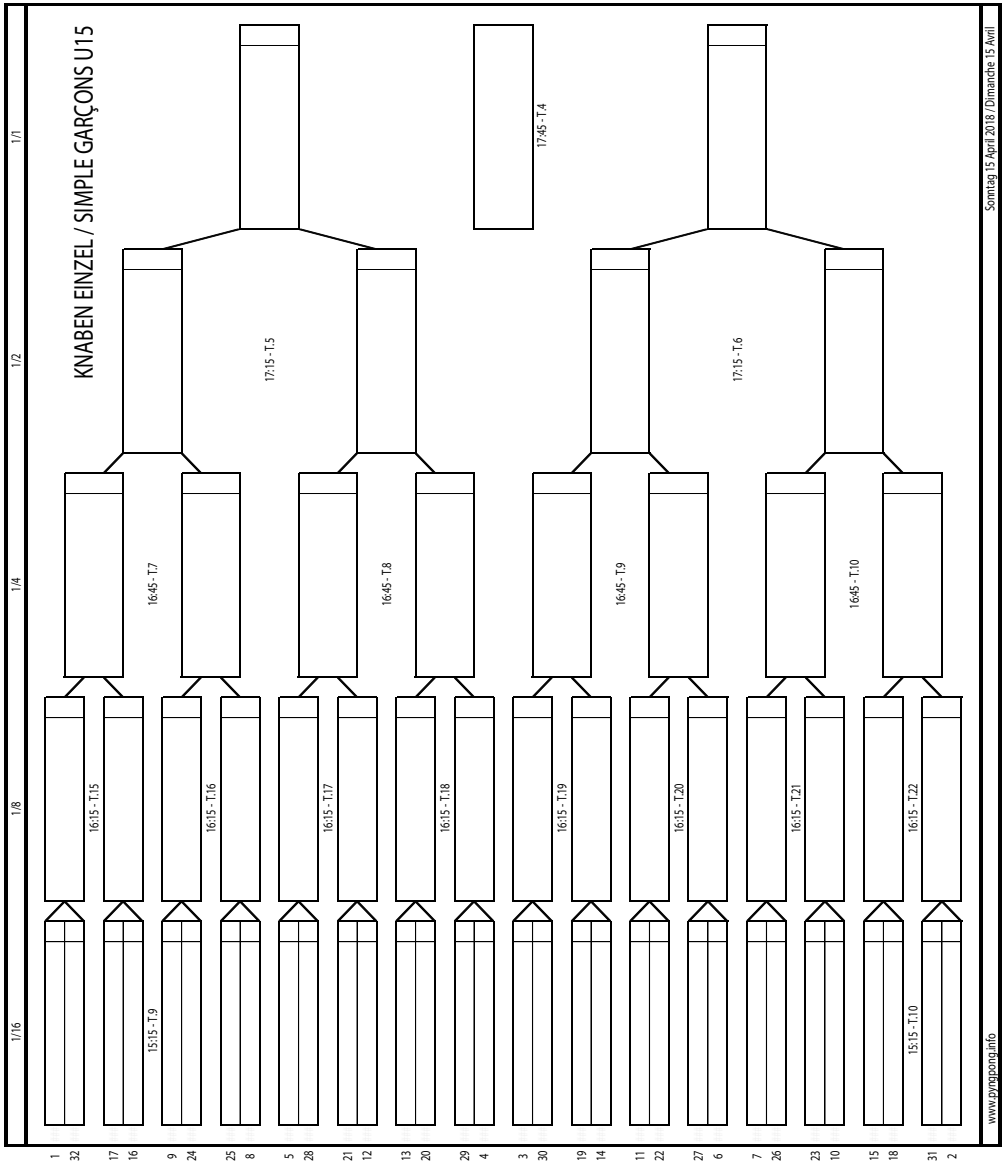 KNABEN EINZEL / SIMPLE GARÇONS U15
1/16
1/8
1/4
1/2
1/1
1
32
17
16
9
24
25
8
5
28
21
12
13
20
29
4
3
30
19
14
11
22
27
6
7
26
23
10
15
18
31
2
15:15 - T.9
15:15 - T.10
16:15 - T.15
16:15 - T.16
16:15 - T.17
16:15 - T.18
16:15 - T.19
16:15 - T.20
16:15 - T.21
16:15 - T.22
16:45 - T.7
16:45 - T.8
16:45 - T.9
16:45 - T.10
17:15 - T.5
17:15 - T.6
17:45 - T.4
www.pyngpong.info
Sonntag 15 April 2018 / Dimanche 15 Avril